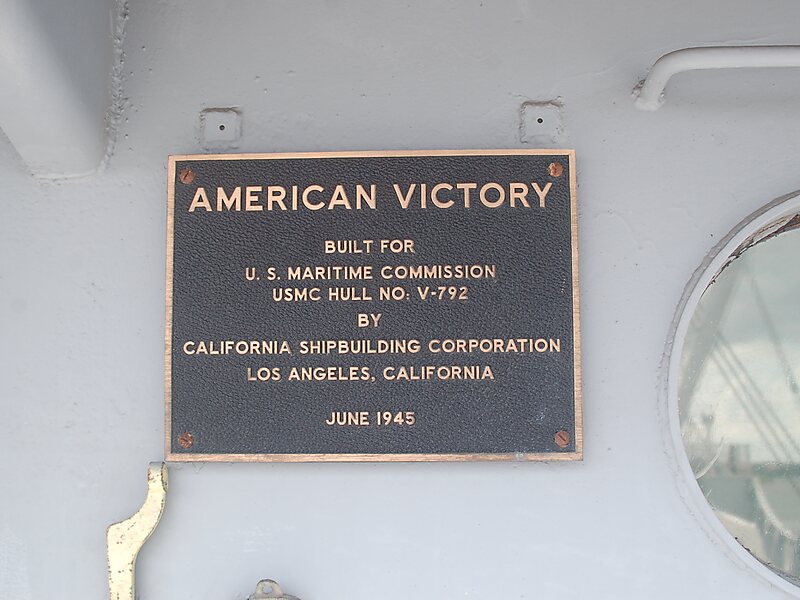 AMERICAN VICTORY
BUILT FOR
U. S. MARITIME COMMISSION
USMC HULL NO: V-792
BY
CALIFORNIA SHIPBUILDING CORPORATION
LOS ANGELES, CALIFORNIA
JUNE 1945